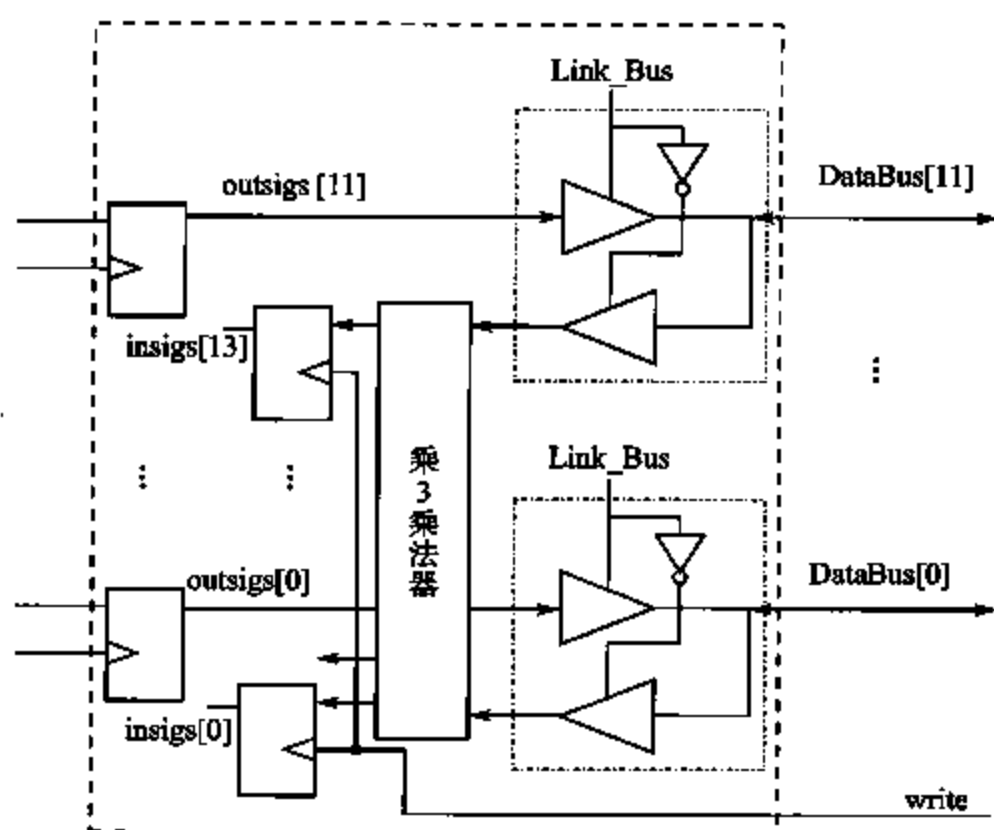 Link_Bus
outsigs [11]
DataBus[11]
insigs[13]
乘3乘法器
Link_Bus
outsigs[0]
DataBus[0]
insigs[0]
write